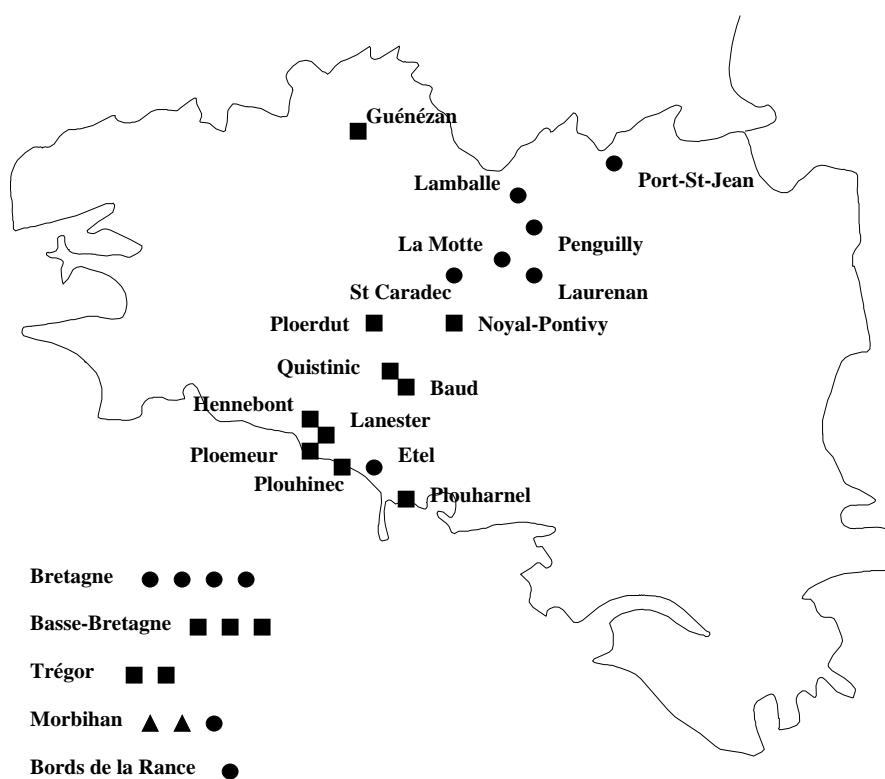 Guénézan
Port-St-Jean
Lamballe
La Motte
Penguilly
St Caradec
Laurenan
Ploerdut
Noyal-Pontivy
Quistinic
Baud
Hennebont
Lanester
Ploemeur
Etel
Plouhinec
Plouharnel
Bretagne
Basse-Bretagne
Trégor
Morbihan
Bords de la Rance